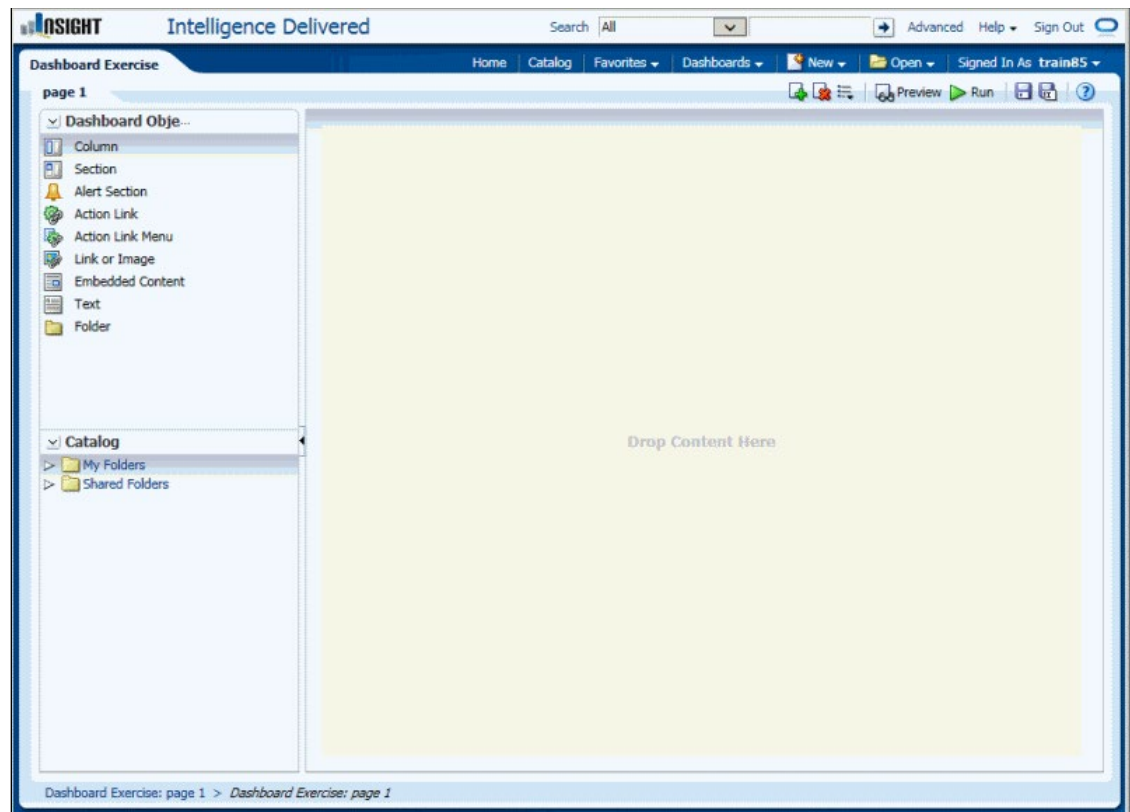 INSIGHT Intelligence Delivered Search All Advanced Help Sign Out
Dashboard Exercise Home Catalog Favorites Dashboards New Open Signed In As train85
page 1 Preview Run
Dashboard Obje...
Column
Section
Alert Section
Action Link
Action Link Menu
Link or Image
Embedded Content
Text
Folder
Catalog
My Folders
Shared Folders
Drop Content Here
Dashboard Exercise: page 1 > Dashboard Exercise: page 1